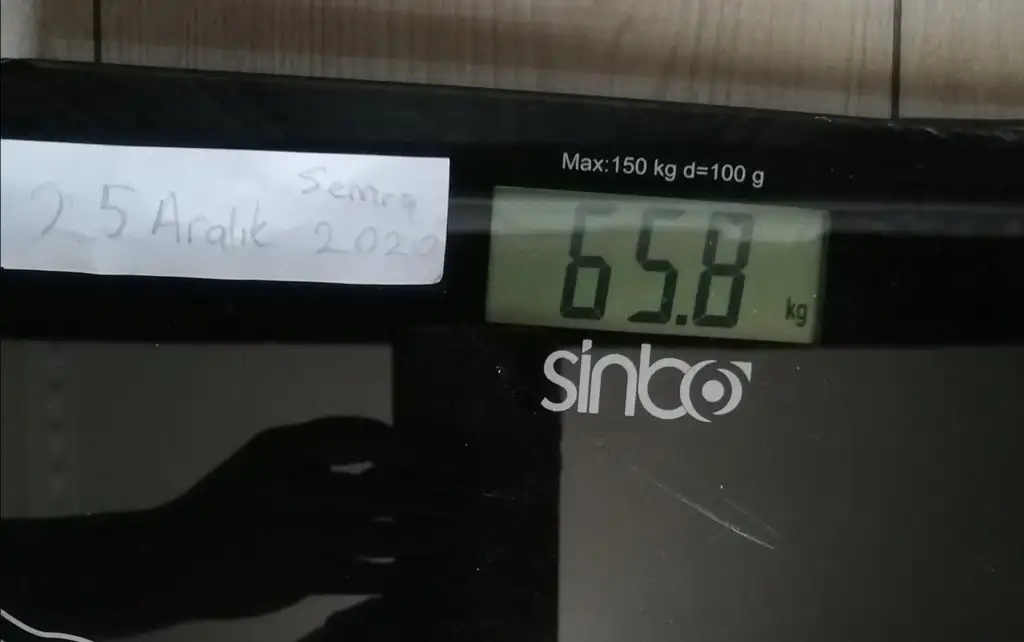 Semra
25 Aralık 2020
Max:150 kg d=100 g
65.8 kg
sinbo